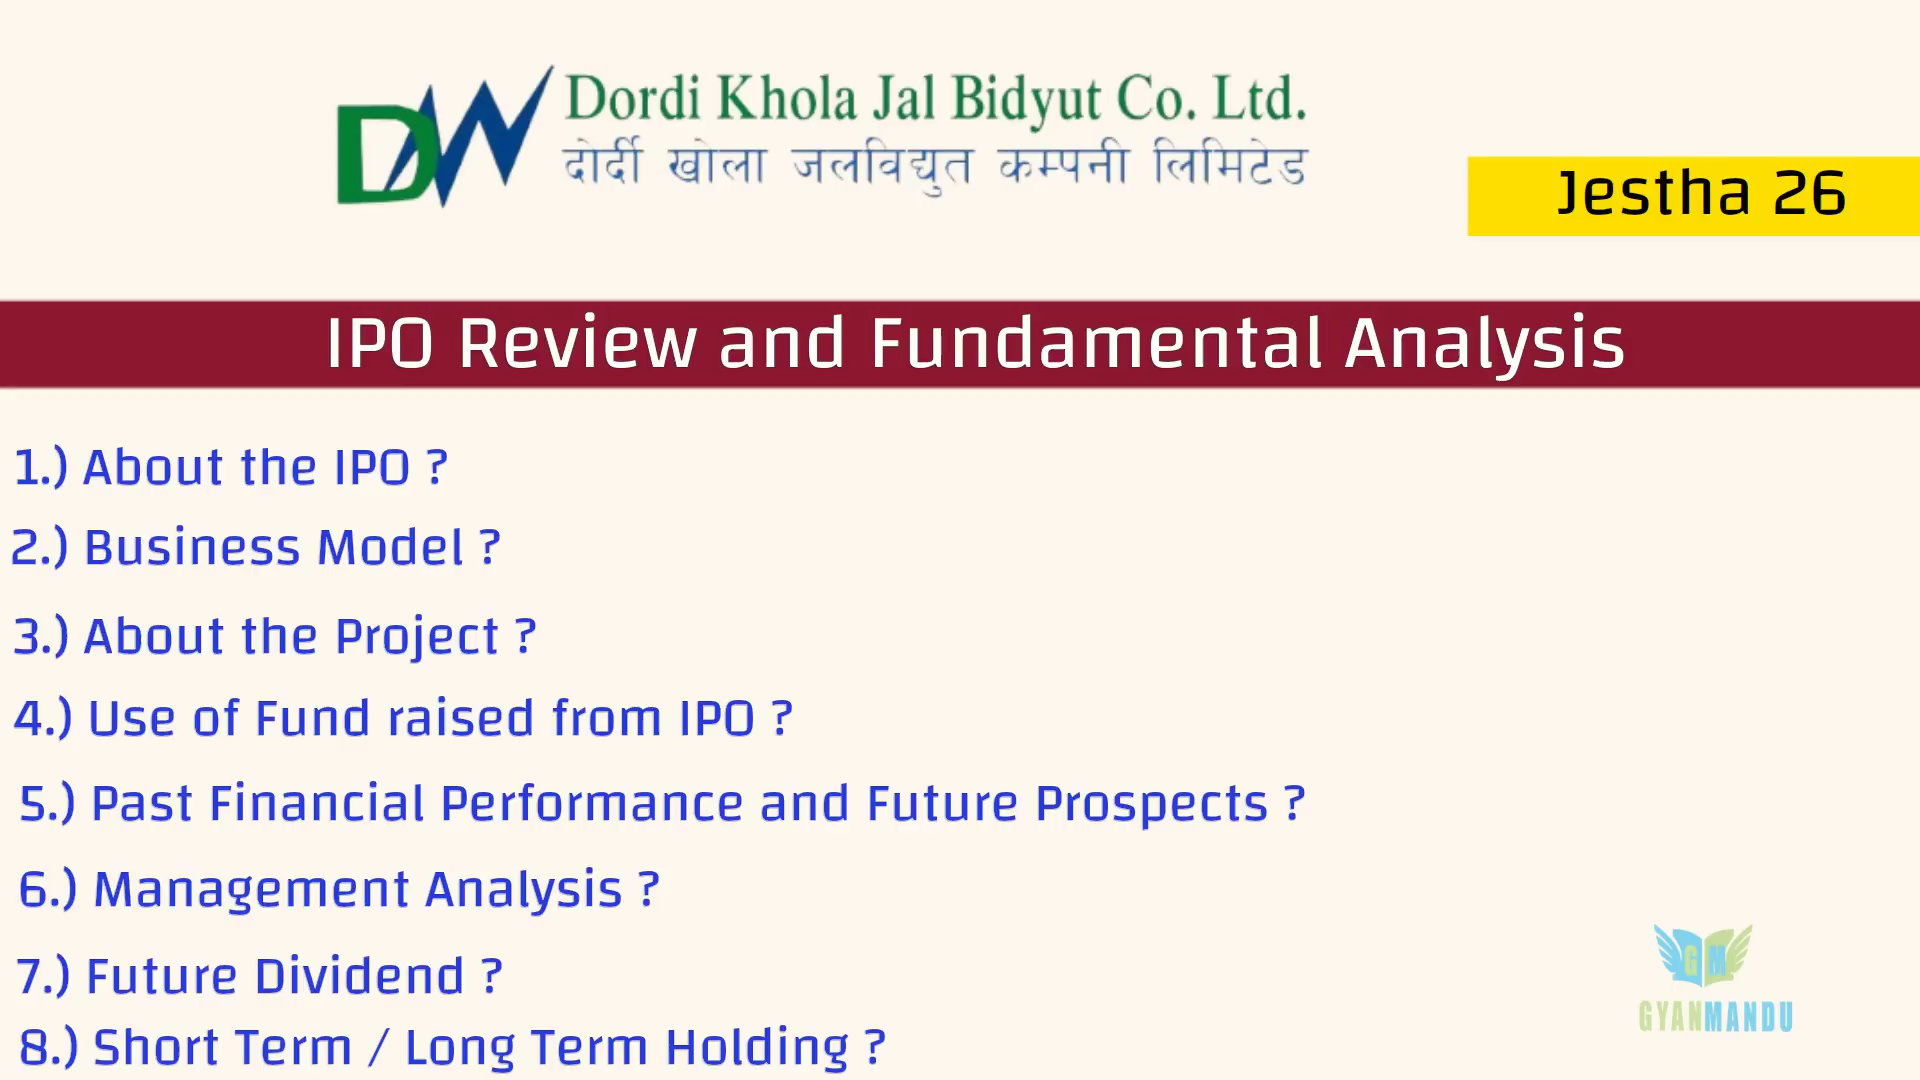 DW
Dordi Khola Jal Bidyut Co. Ltd.
दोर्दी खोला जलविद्युत कम्पनी लिमिटेड
Jestha 26
IPO Review and Fundamental Analysis
1.) About the IPO ?
2.) Business Model ?
3.) About the Project ?
4.) Use of Fund raised from IPO ?
5.) Past Financial Performance and Future Prospects ?
6.) Management Analysis ?
7.) Future Dividend ?
8.) Short Term / Long Term Holding ?
GM
GYANMANDU